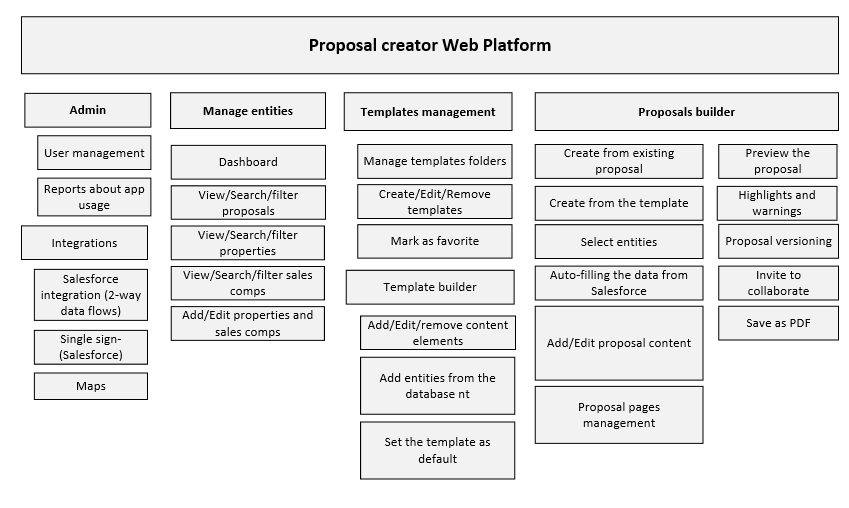 Proposal creator Web Platform
Admin
User management
Reports about app
usage
Integrations
Salesforce
integration (2-way
data flows)
Single sign-
(Salesforce)
Maps
Manage entities
Dashboard
View/Search/filter
proposals
View/Search/filter
properties
View/Search/filter sales
comps
Add/Edit properties and
sales comps
Templates management
Manage templates folders
Create/Edit/Remove
templates
Mark as favorite
Template builder
Add/Edit/remove content
elements
Add entities from the
database nt
Set the template as
default
Proposals builder
Create from existing
proposal
Create from the template
Select entities
Auto-filling the data from
Salesforce
Add/Edit proposal content
Proposal pages
management
Preview the
proposal
Highlights and
warnings
Proposal versioning
Invite to
collaborate
Save as PDF